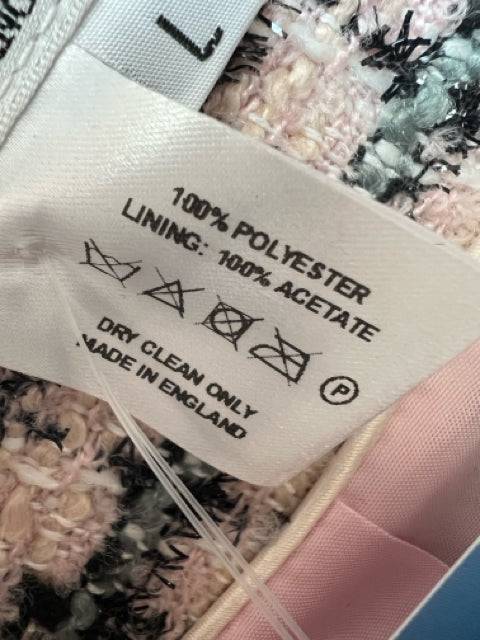 L
100% POLYESTER
LINING: 100% ACETATE
P
DRY CLEAN ONLY
MADE IN ENGLAND